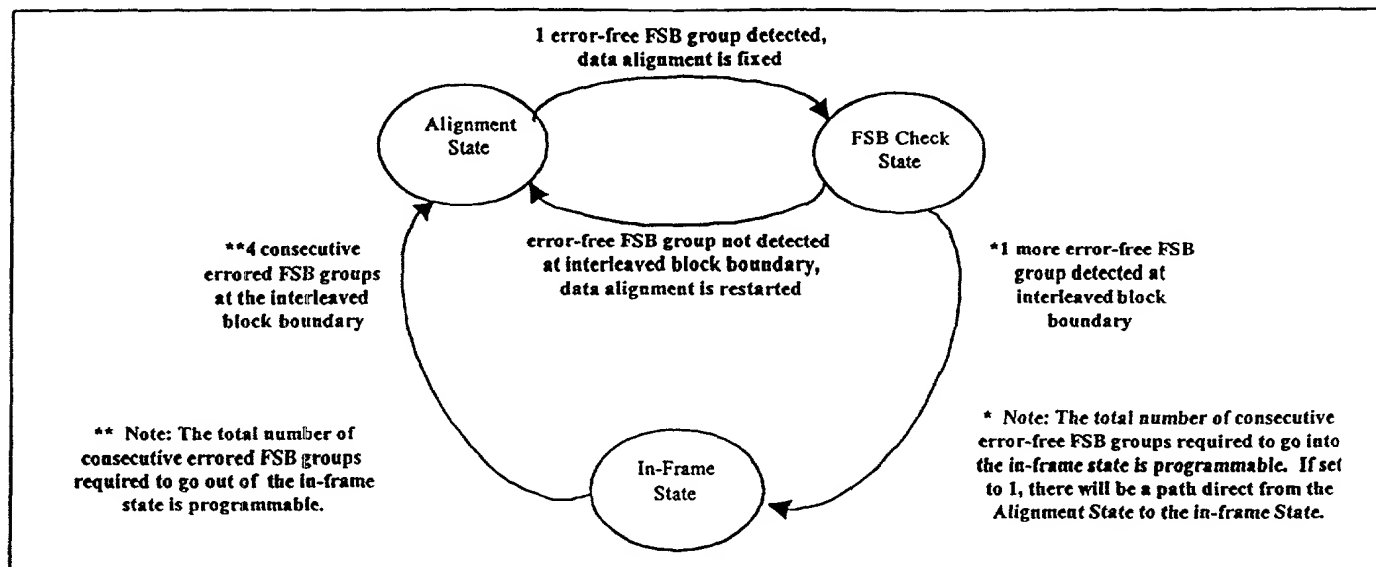 1 error-free FSB group detected,
data alignment is fixed
Alignment
State
FSB Check
State
**4 consecutive
errored FSB groups
at the interleaved
block boundary
error-free FSB group not detected
at interleaved block boundary,
data alignment is restarted
*1 more error-free FSB
group detected at
interleaved block
boundary
** Note: The total number of
consecutive errored FSB groups
required to go out of the in-frame
state is programmable.
In-Frame
State
* Note: The total number of consecutive
error-free FSB groups required to go into
the in-frame state is programmable. If set
to 1, there will be a path direct from the
Alignment State to the in-frame State.